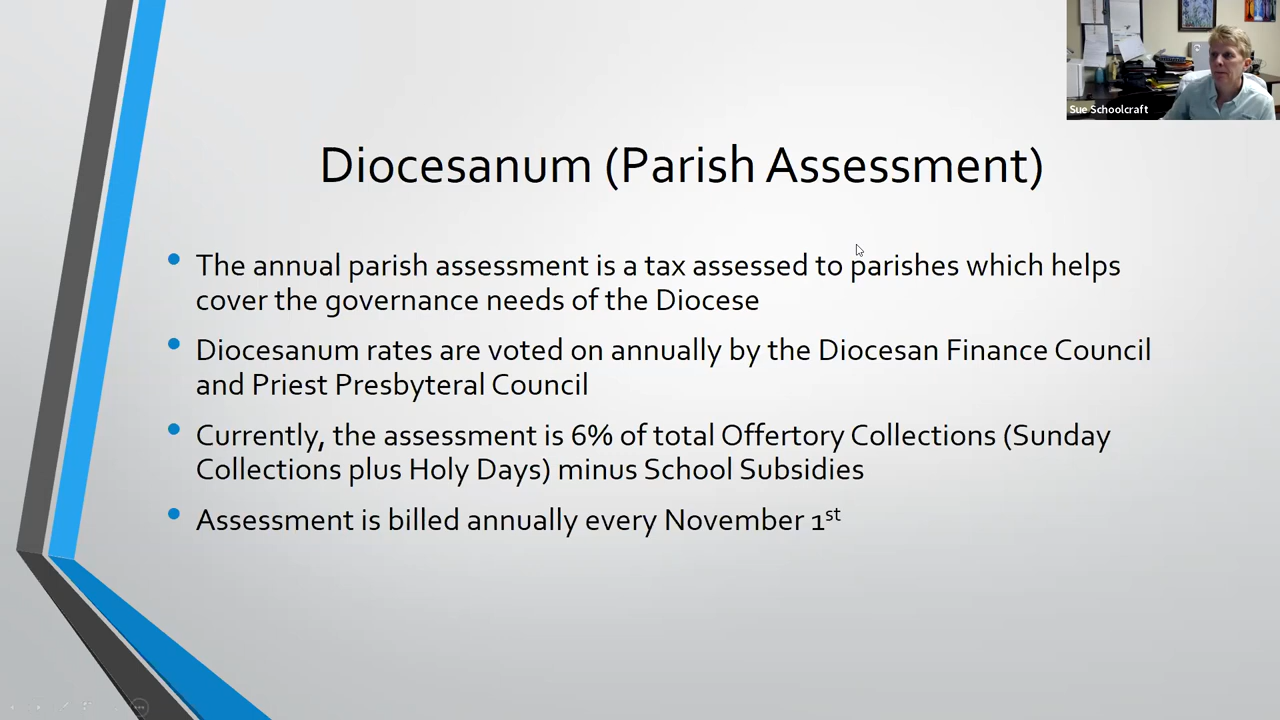 Sue Schoolcraft
Diocesanum (Parish Assessment)
• The annual parish assessment is a tax assessed to parishes which helps
cover the governance needs of the Diocese
• Diocesanum rates are voted on annually by the Diocesan Finance Council
and Priest Presbyteral Council
• Currently, the assessment is 6% of total Offertory Collections (Sunday
Collections plus Holy Days) minus School Subsidies
• Assessment is billed annually every November 1st